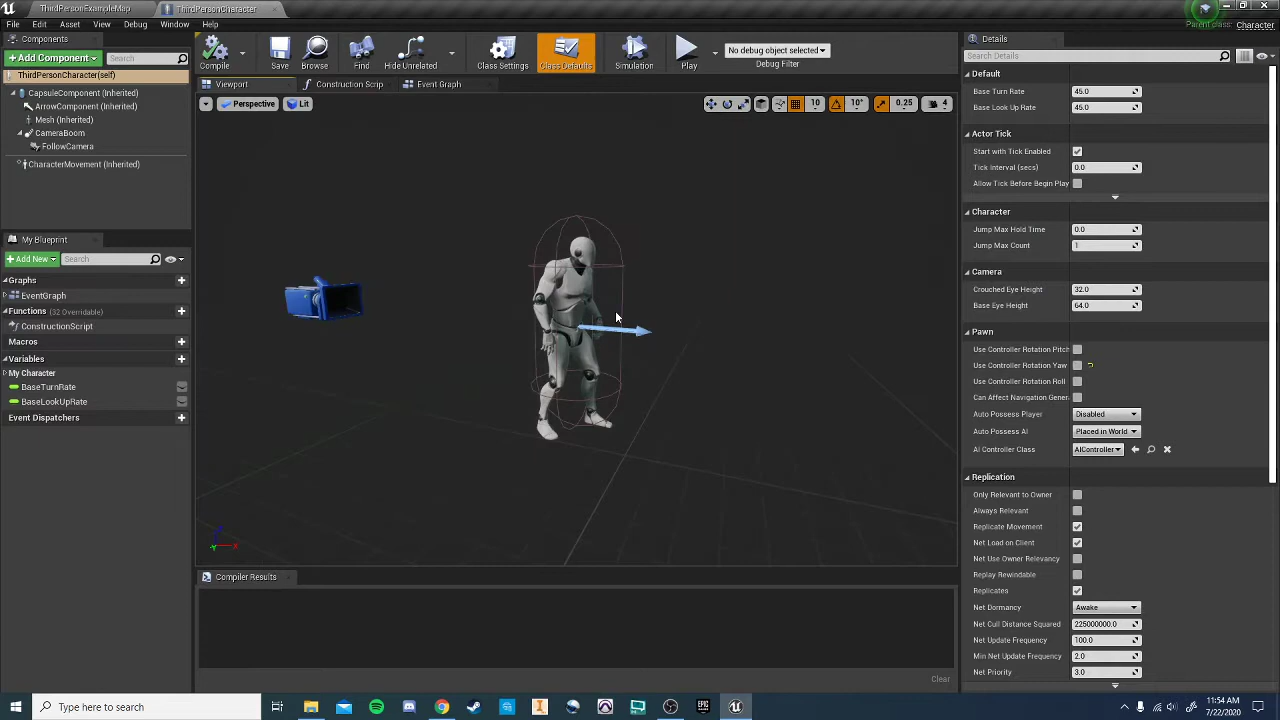 ThirdPersonExampleMap
ThirdPersonCharacter
File
Edit
Asset
View
Debug
Window
Help
Parent class: Character
Components
Add Component
Search
ThirdPersonCharacter(self)
CapsuleComponent (Inherited)
ArrowComponent (Inherited)
Mesh (Inherited)
CameraBoom
FollowCamera
CharacterMovement (Inherited)
My Blueprint
Add New
Search
Graphs
EventGraph
Functions (32 Overridable)
ConstructionScript
Macros
Variables
My Character
BaseTurnRate
BaseLookUpRate
Event Dispatchers
Compile
Save
Browse
Find
Hide Unrelated
Class Settings
Class Defaults
Simulation
Play
No debug object selected
Debug Filter
Viewport
Construction Script
Event Graph
Perspective
Lit
10
10°
0.25
4
Compiler Results
Clear
Details
Search Details
Default
Base Turn Rate 45.0
Base Look Up Rate 45.0
Actor Tick
Start with Tick Enabled
Tick Interval (secs) 0.0
Allow Tick Before Begin Play
Character
Jump Max Hold Time 0.0
Jump Max Count 1
Camera
Crouched Eye Height 32.0
Base Eye Height 64.0
Pawn
Use Controller Rotation Pitch
Use Controller Rotation Yaw
Use Controller Rotation Roll
Can Affect Navigation Gener
Auto Possess Player Disabled
Auto Possess AI Placed in World
AI Controller Class AIController
Replication
Only Relevant to Owner
Always Relevant
Replicate Movement
Net Load on Client
Net Use Owner Relevancy
Replay Rewindable
Replicates
Net Dormancy Awake
Net Cull Distance Squared 225000000.0
Net Update Frequency 100.0
Min Net Update Frequency 2.0
Net Priority 3.0
Type here to search
11:54 AM
7/22/2020